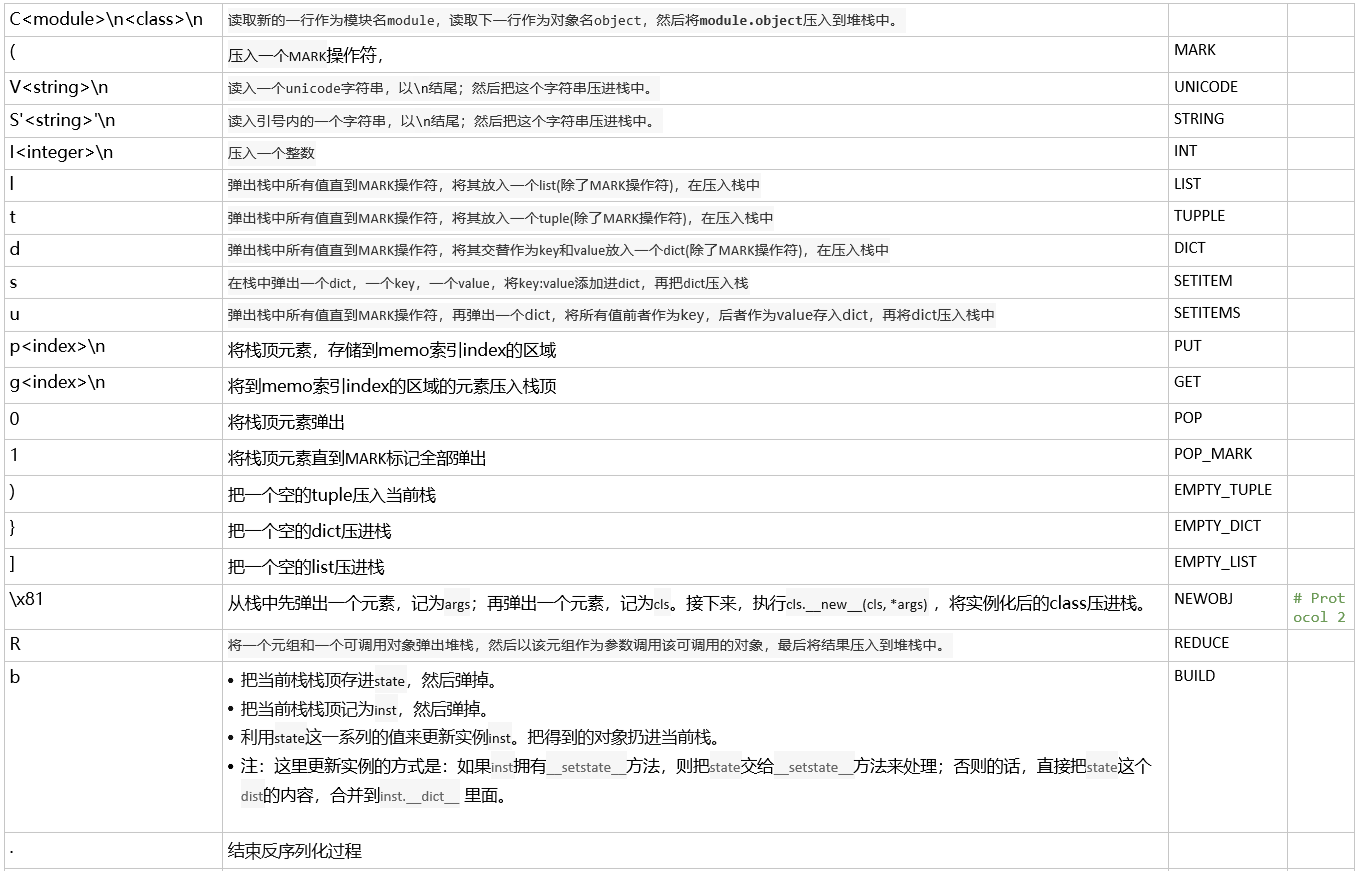 C<module>\n<class>\n 读取新的一行作为模块名module，读取下一行作为对象名object，然后将module.object压入到堆栈中。
( 压入一个MARK操作符， MARK
V<string>\n 读入一个unicode字符串，以\n结尾；然后把这个字符串压进栈中。 UNICODE
S'<string>'\n 读入引号内的一个字符串，以\n结尾；然后把这个字符串压进栈中。 STRING
I<integer>\n 压入一个整数 INT
l 弹出栈中所有值直到MARK操作符，将其放入一个list(除了MARK操作符)，在压入栈中 LIST
t 弹出栈中所有值直到MARK操作符，将其放入一个tuple(除了MARK操作符)，在压入栈中 TUPPLE
d 弹出栈中所有值直到MARK操作符，将其交替作为key和value放入一个dict(除了MARK操作符)，在压入栈中 DICT
s 在栈中弹出一个dict，一个key，一个value，将key:value添加进dict，再把dict压入栈 SETITEM
u 弹出栈中所有值直到MARK操作符，再弹出一个dict，将所有值前者作为key，后者作为value存入dict，再将dict压入栈中 SETITEMS
p<index>\n 将栈顶元素，存储到memo索引index的区域 PUT
g<index>\n 将到memo索引index的区域的元素压入栈顶 GET
0 将栈顶元素弹出 POP
1 将栈顶元素直到MARK标记全部弹出 POP_MARK
) 把一个空的tuple压入当前栈 EMPTY_TUPLE
} 把一个空的dict压进栈 EMPTY_DICT
] 把一个空的list压进栈 EMPTY_LIST
\x81 从栈中先弹出一个元素，记为args；再弹出一个元素，记为cls。接下来，执行cls.__new__(cls, *args) ，将实例化后的class压进栈。 NEWOBJ # Prot
ocol 2
R 将一个元组和一个可调用对象弹出堆栈，然后以该元组作为参数调用该可调用的对象，最后将结果压入到堆栈中。 REDUCE
b • 把当前栈栈顶存进state，然后弹掉。 BUILD
• 把当前栈栈顶记为inst，然后弹掉。
• 利用state这一系列的值来更新实例inst。把得到的对象扔进当前栈。
• 注：这里更新实例的方式是：如果inst拥有__setstate__方法，则把state交给__setstate__方法来处理；否则的话，直接把state这个
dist的内容，合并到inst.__dict__ 里面。
. 结束反序列化过程